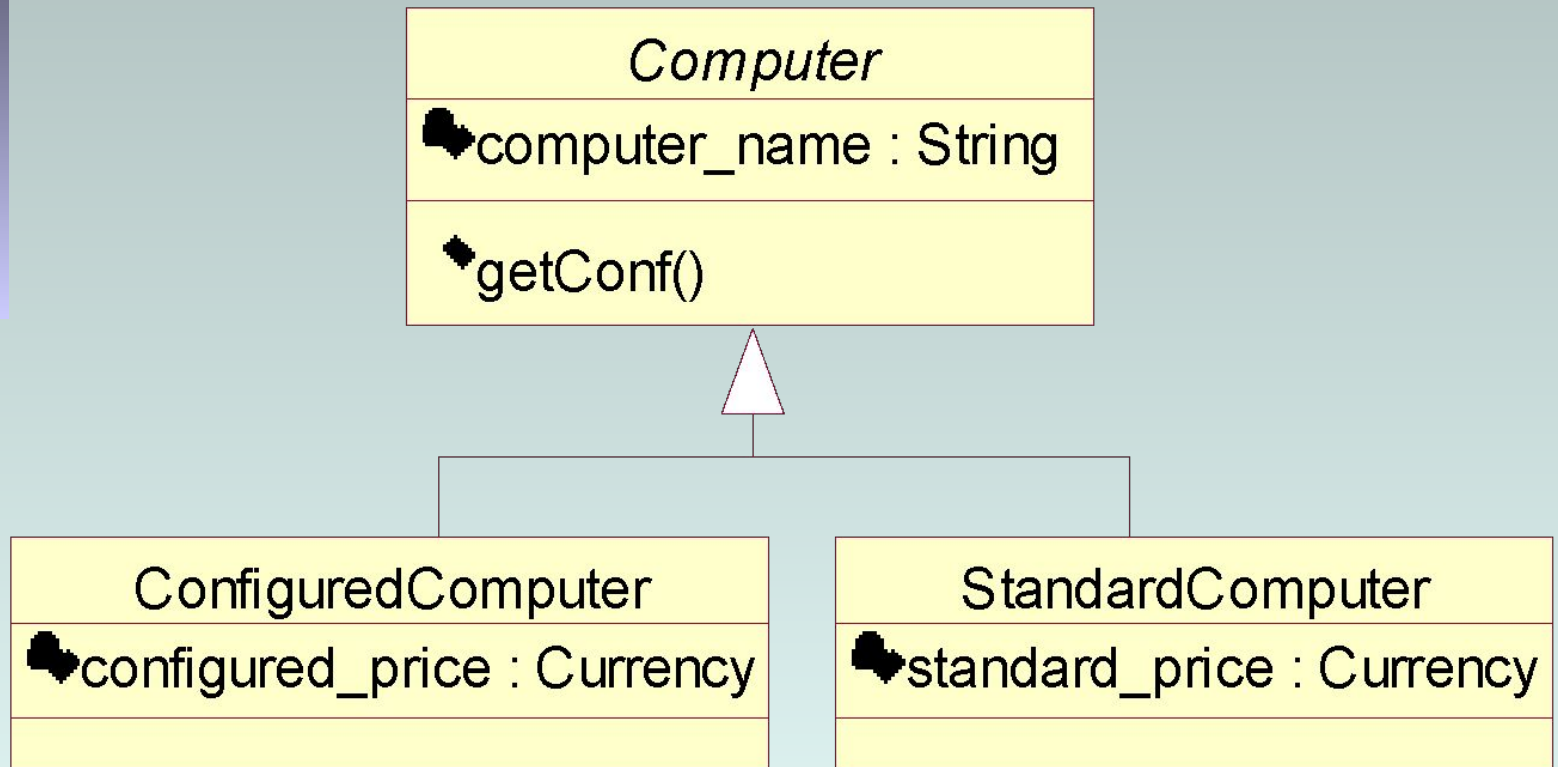 Computer
computer_name : String
getConf()
ConfiguredComputer
configured_price : Currency
StandardComputer
standard_price : Currency